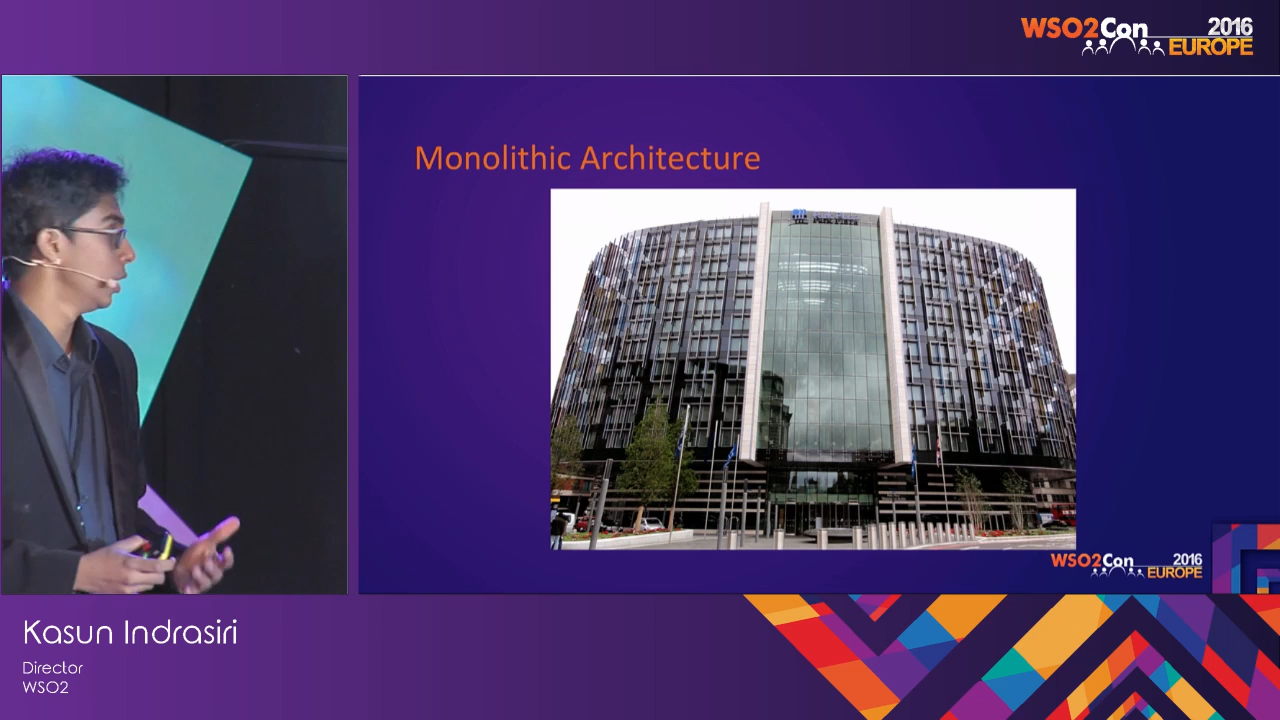 WSO2Con 2016
EUROPE
Monolithic Architecture
WSO2Con 2016
EUROPE
Kasun Indrasiri
Director
WSO2